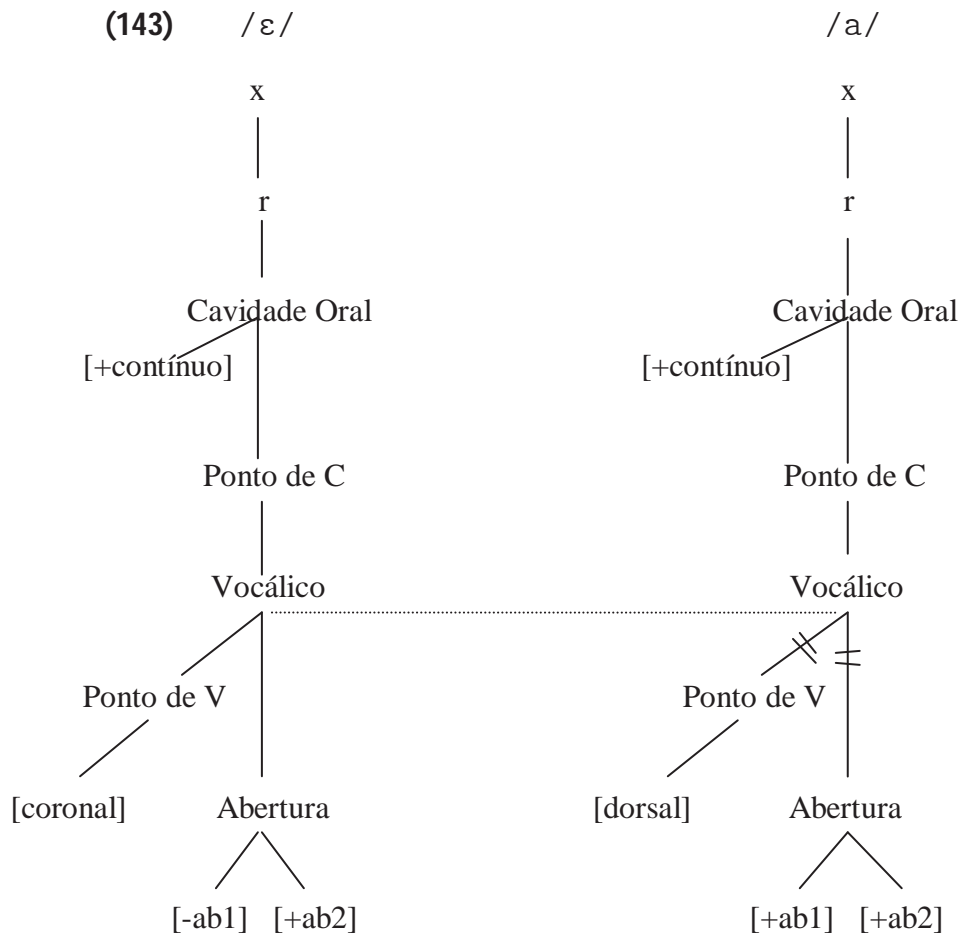 (143) /ɛ/ /a/
x x
r r
Cavidade Oral Cavidade Oral
[+contínuo] [+contínuo]
Ponto de C Ponto de C
Vocálico Vocálico
Ponto de V Ponto de V
[coronal] Abertura [dorsal] Abertura
[-ab1] [+ab2] [+ab1] [+ab2]